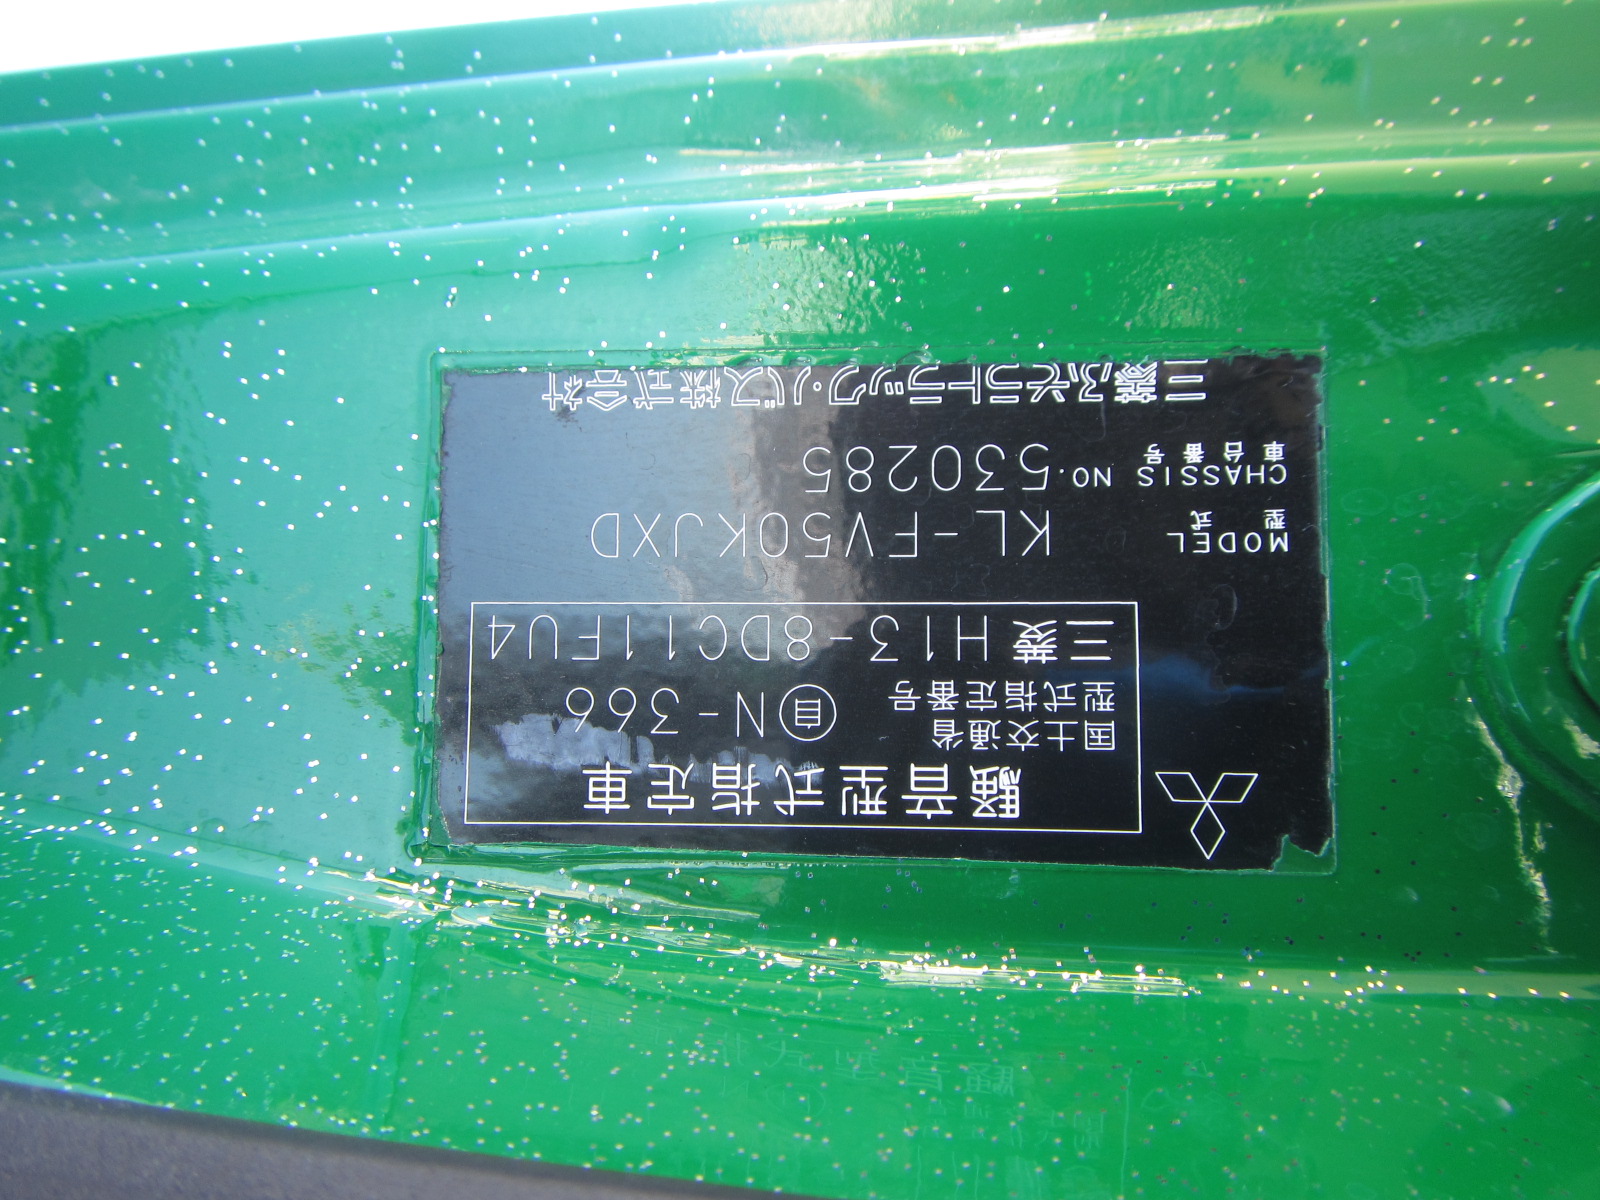 騒音型式指定車
国土交通省
型式指定番号
自N-366
三菱 H13-8DC11FU4
型式
MODEL KL-FV50KJXD
車台番号
CHASSIS NO. 530285
三菱ふそうトラック・バス株式会社